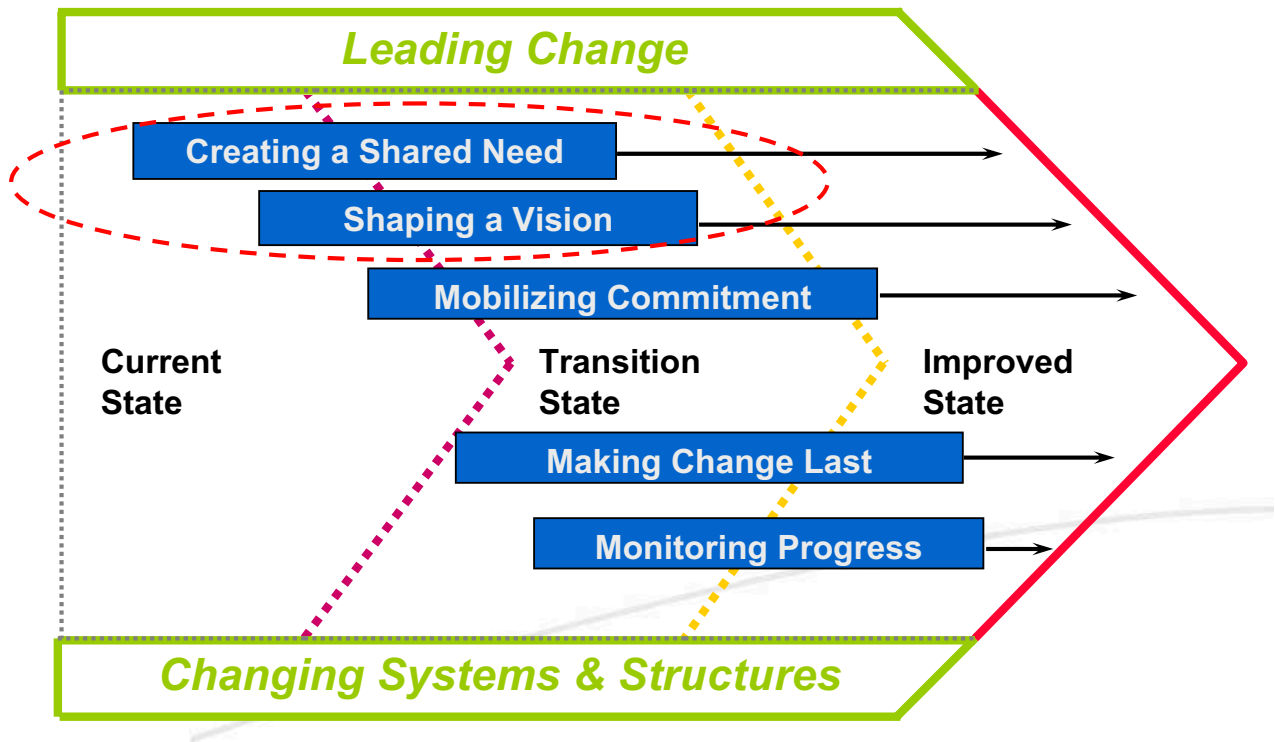 Leading Change
Creating a Shared Need
Shaping a Vision
Mobilizing Commitment
Current
State
Transition
State
Improved
State
Making Change Last
Monitoring Progress
Changing Systems & Structures